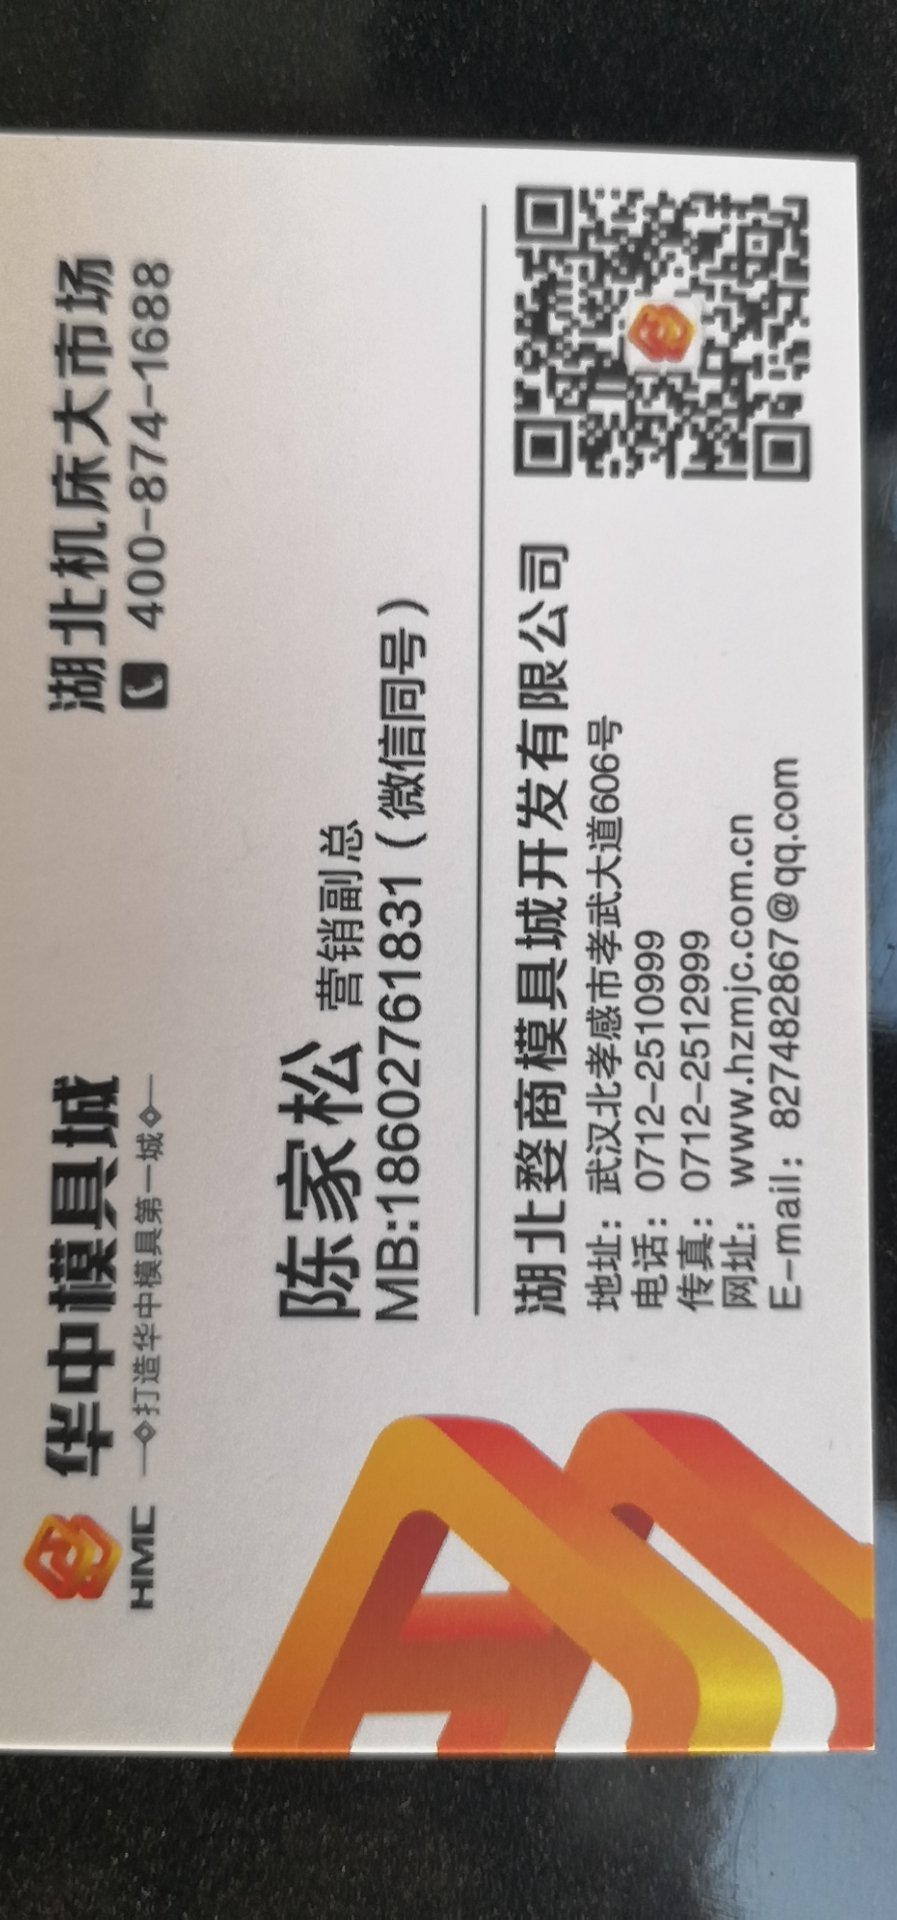 华中模具城
打造华中模具第一城
HMC
湖北机床大市场
400-874-1688
陈家松 营销副总
MB:18602761831（微信同号）
湖北婺商模具城开发有限公司
地址：武汉北孝感市孝武大道606号
电话：0712-2510999
传真：0712-2512999
网址：www.hzmjc.com.cn
E-mail：827482867@qq.com